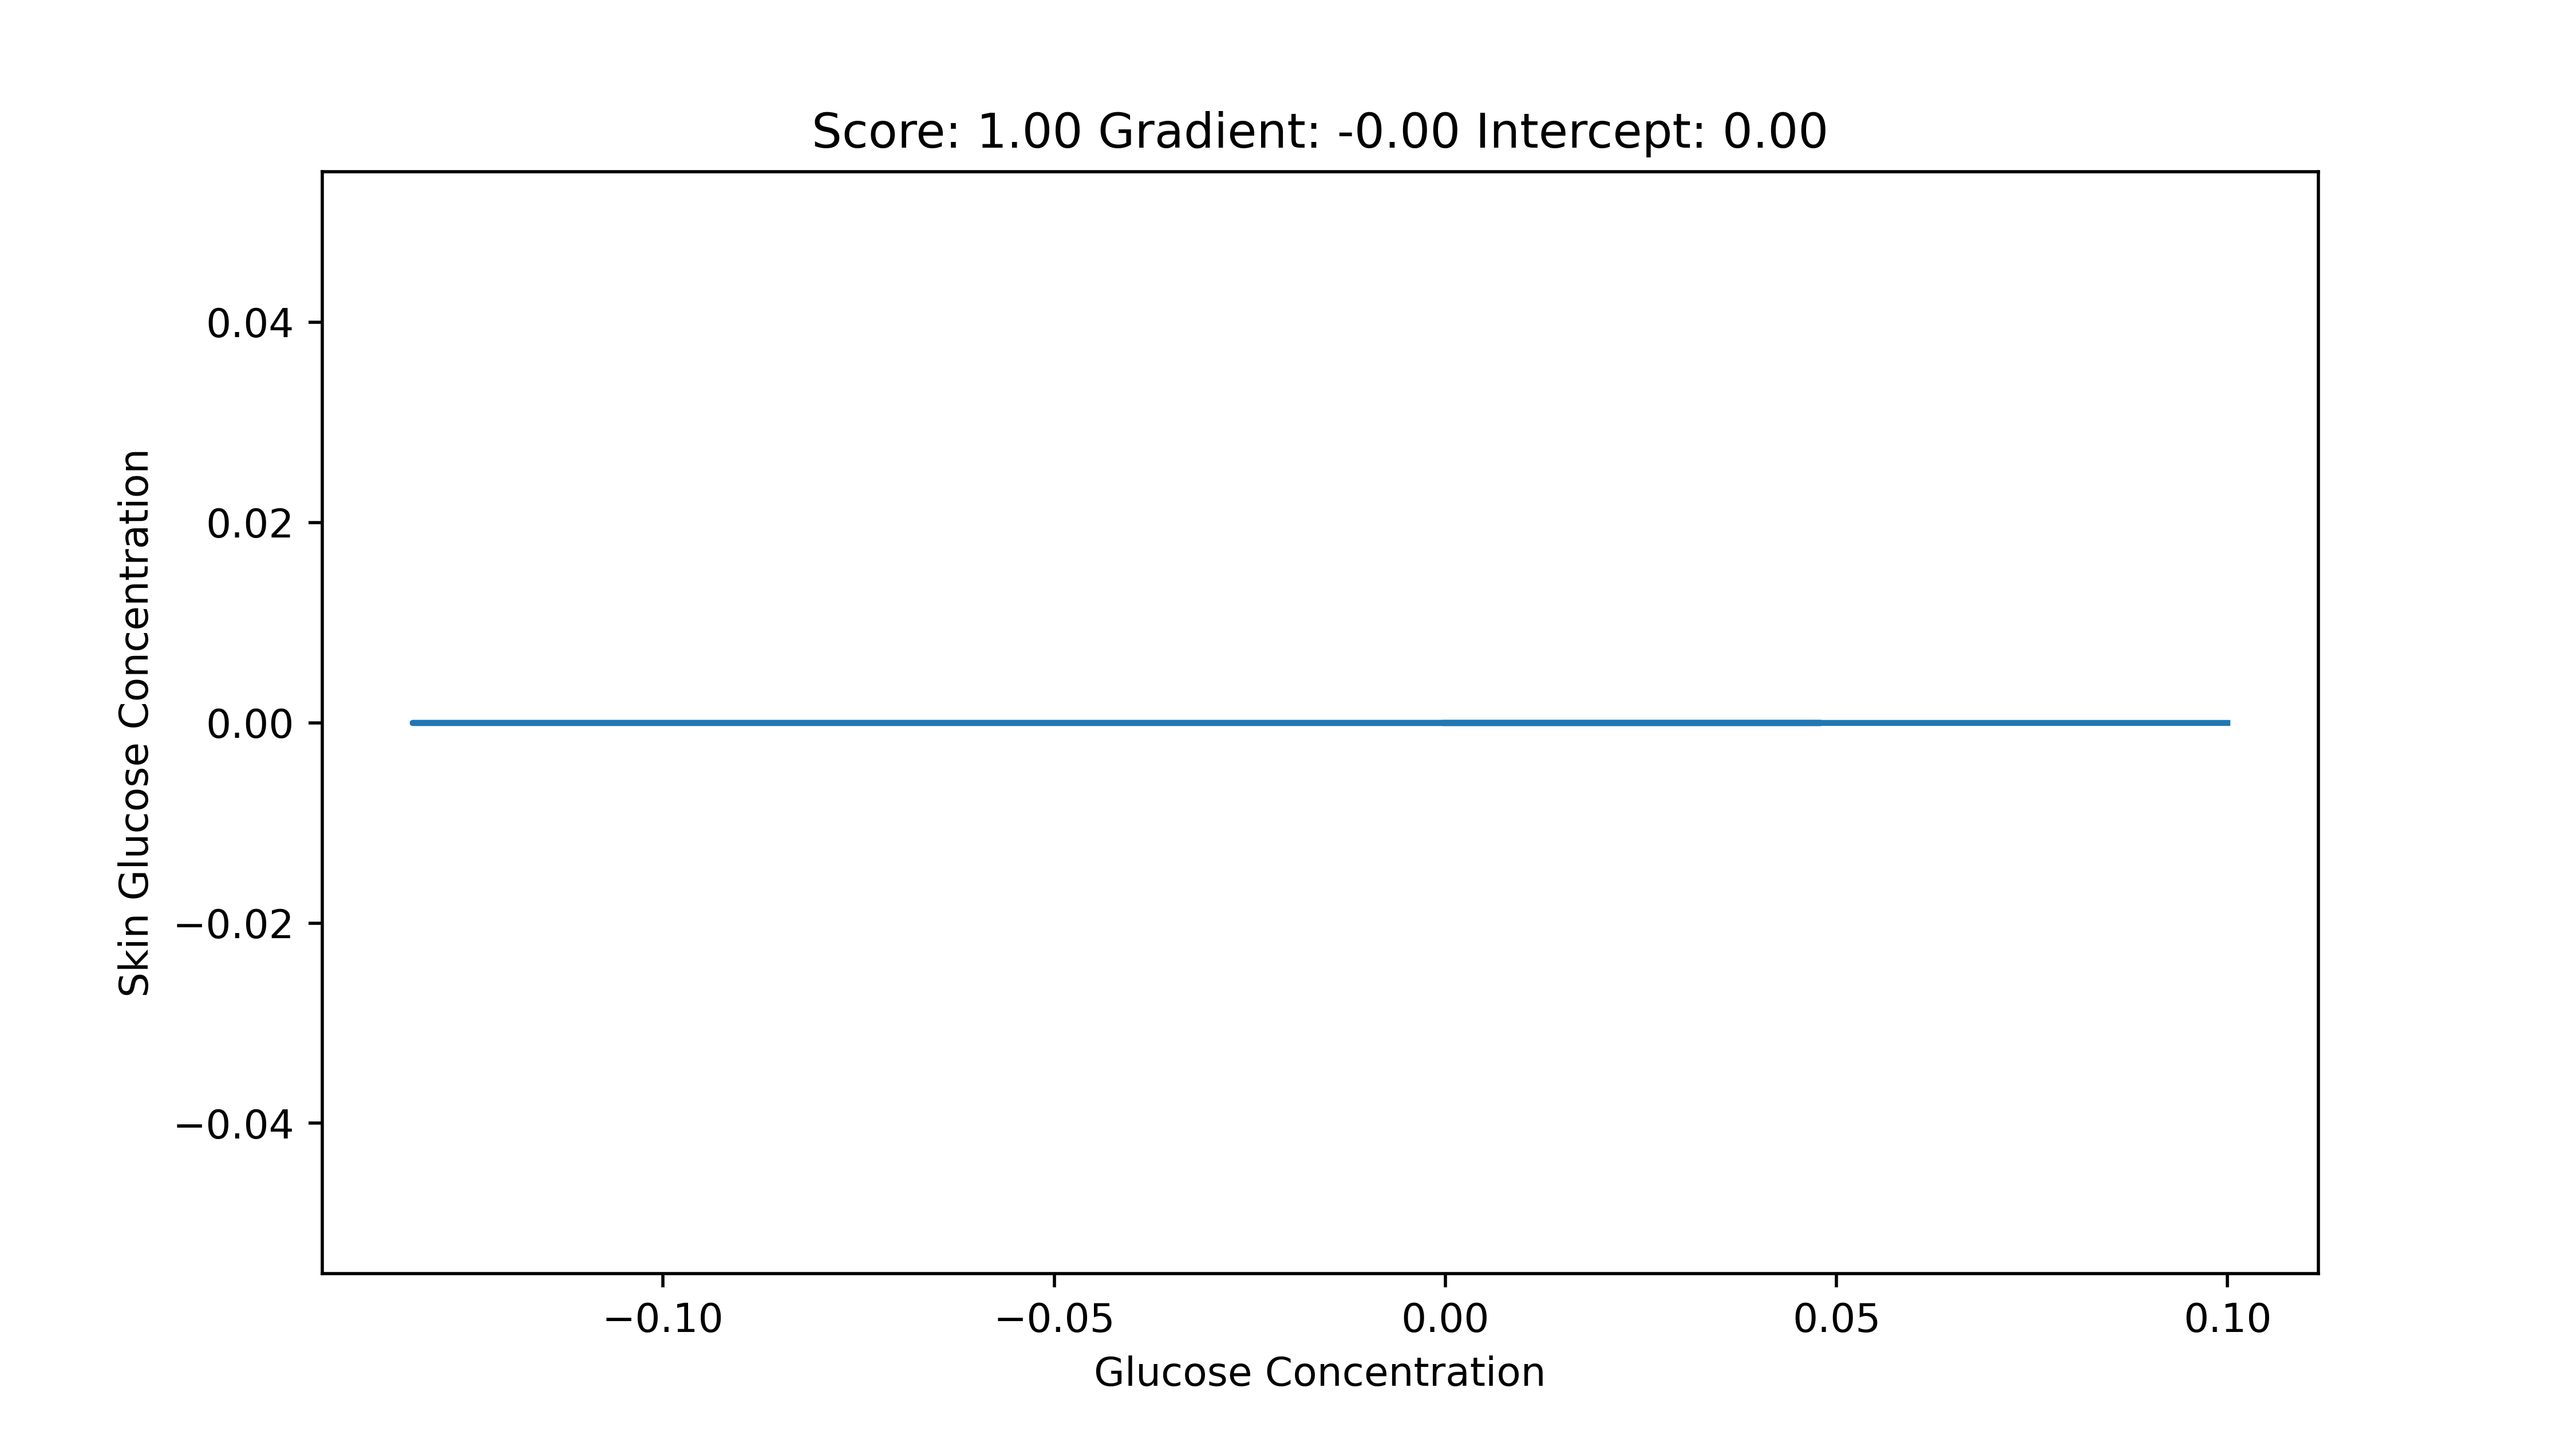 Score: 1.00 Gradient: -0.00 Intercept: 0.00
Skin Glucose Concentration
0.04
0.02
0.00
−0.02
−0.04
−0.10 −0.05 0.00 0.05 0.10
Glucose Concentration